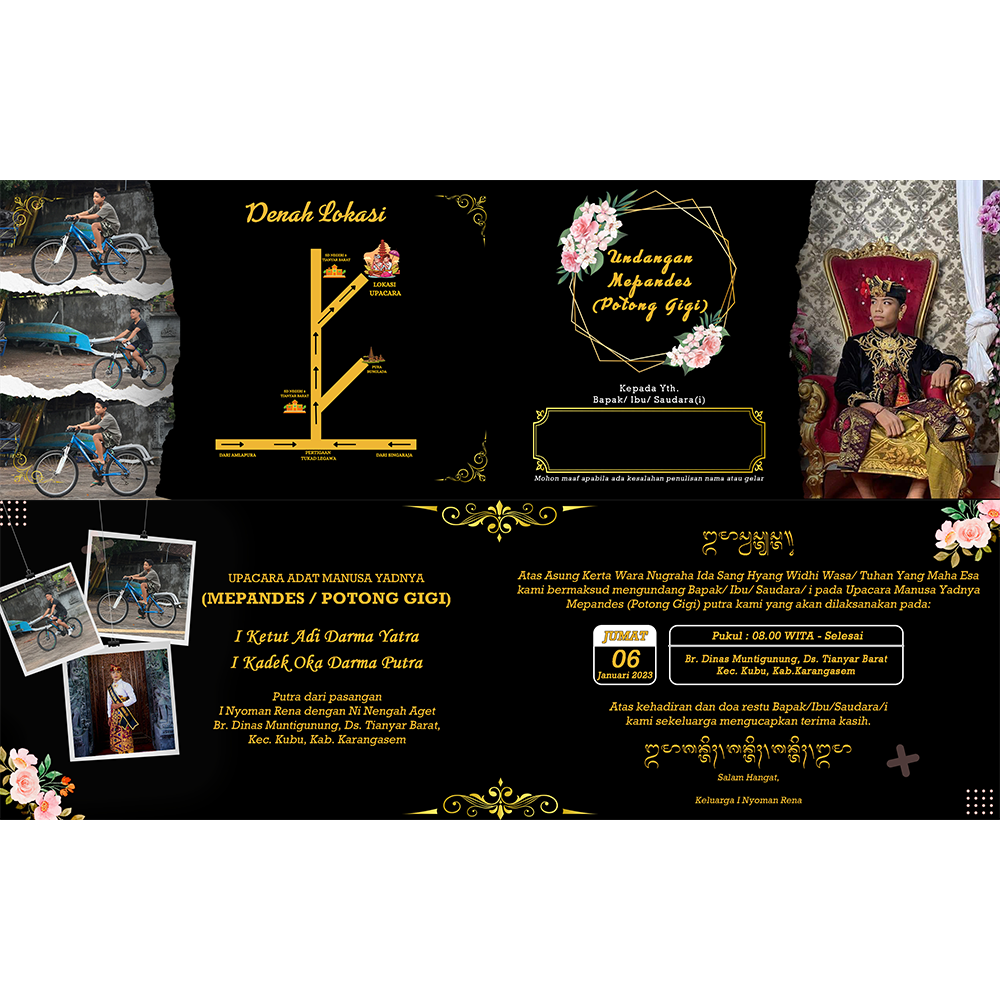 Denah Lokasi
SD NEGERI 6
TIANYAR BARAT
LOKASI
UPACARA
PURA
SD NEGERI 6
TIANYAR BARAT
DARI AMLAPURA
PERTIGAAN
TUKAD LEGAWA
DARI SINGARAJA
Undangan
Mepandes
(Potong Gigi)
Kepada Yth.
Bapak/ Ibu/ Saudara(i)
Mohon maaf apabila ada kesalahan penulisan nama atau gelar
UPACARA ADAT MANUSA YADNYA
(MEPANDES / POTONG GIGI)
I Ketut Adi Darma Yatra
I Kadek Oka Darma Putra
Putra dari pasangan
I Nyoman Rena dengan Ni Nengah Aget
Br. Dinas Muntigunung, Ds. Tianyar Barat,
Kec. Kubu, Kab. Karangasem
Atas Asung Kerta Wara Nugraha Ida Sang Hyang Widhi Wasa/ Tuhan Yang Maha Esa
kami bermaksud mengundang Bapak/ Ibu/ Saudara/ i pada Upacara Manusa Yadnya
Mepandes (Potong Gigi) putra kami yang akan dilaksanakan pada:
JUMAT
06
Januari 2023
Pukul : 08.00 WITA - Selesai
Br. Dinas Muntigunung, Ds. Tianyar Barat
Kec. Kubu, Kab.Karangasem
Atas kehadiran dan doa restu Bapak/Ibu/Saudara/i
kami sekeluarga mengucapkan terima kasih.
Salam Hangat,
Keluarga I Nyoman Rena